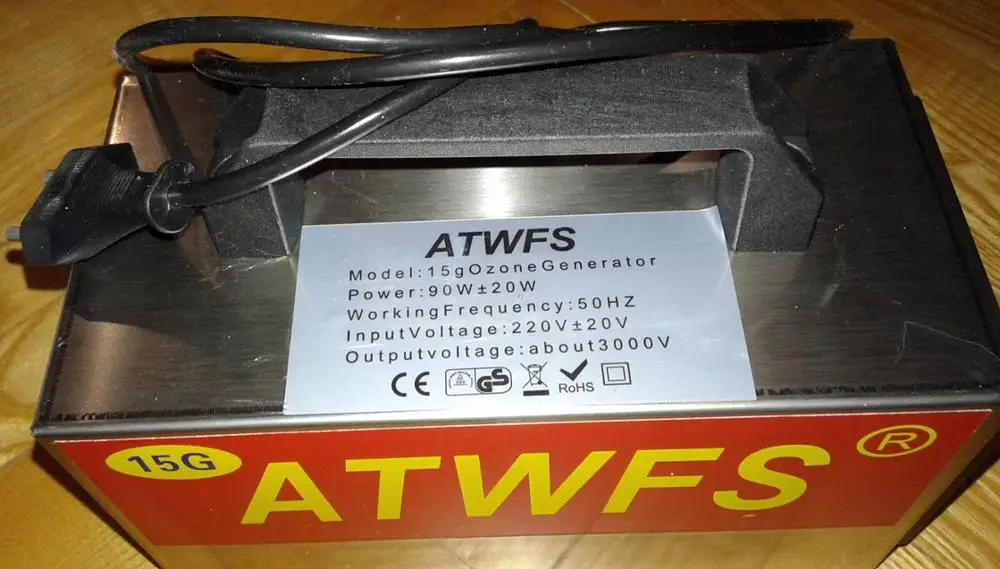 ATWFS
Model:15gOzoneGenerator
Power:90W±20W
WorkingFrequency:50HZ
InputVoltage:220V±20V
Outputvoltage:about3000V
CE GS RoHS
15G ATWFS ®